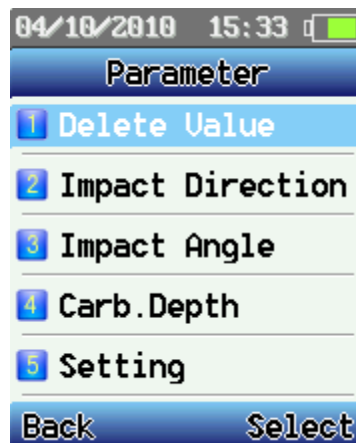 04/10/2010 15:33
Parameter
1 Delete Value
2 Impact Direction
3 Impact Angle
4 Carb.Depth
5 Setting
Back Select